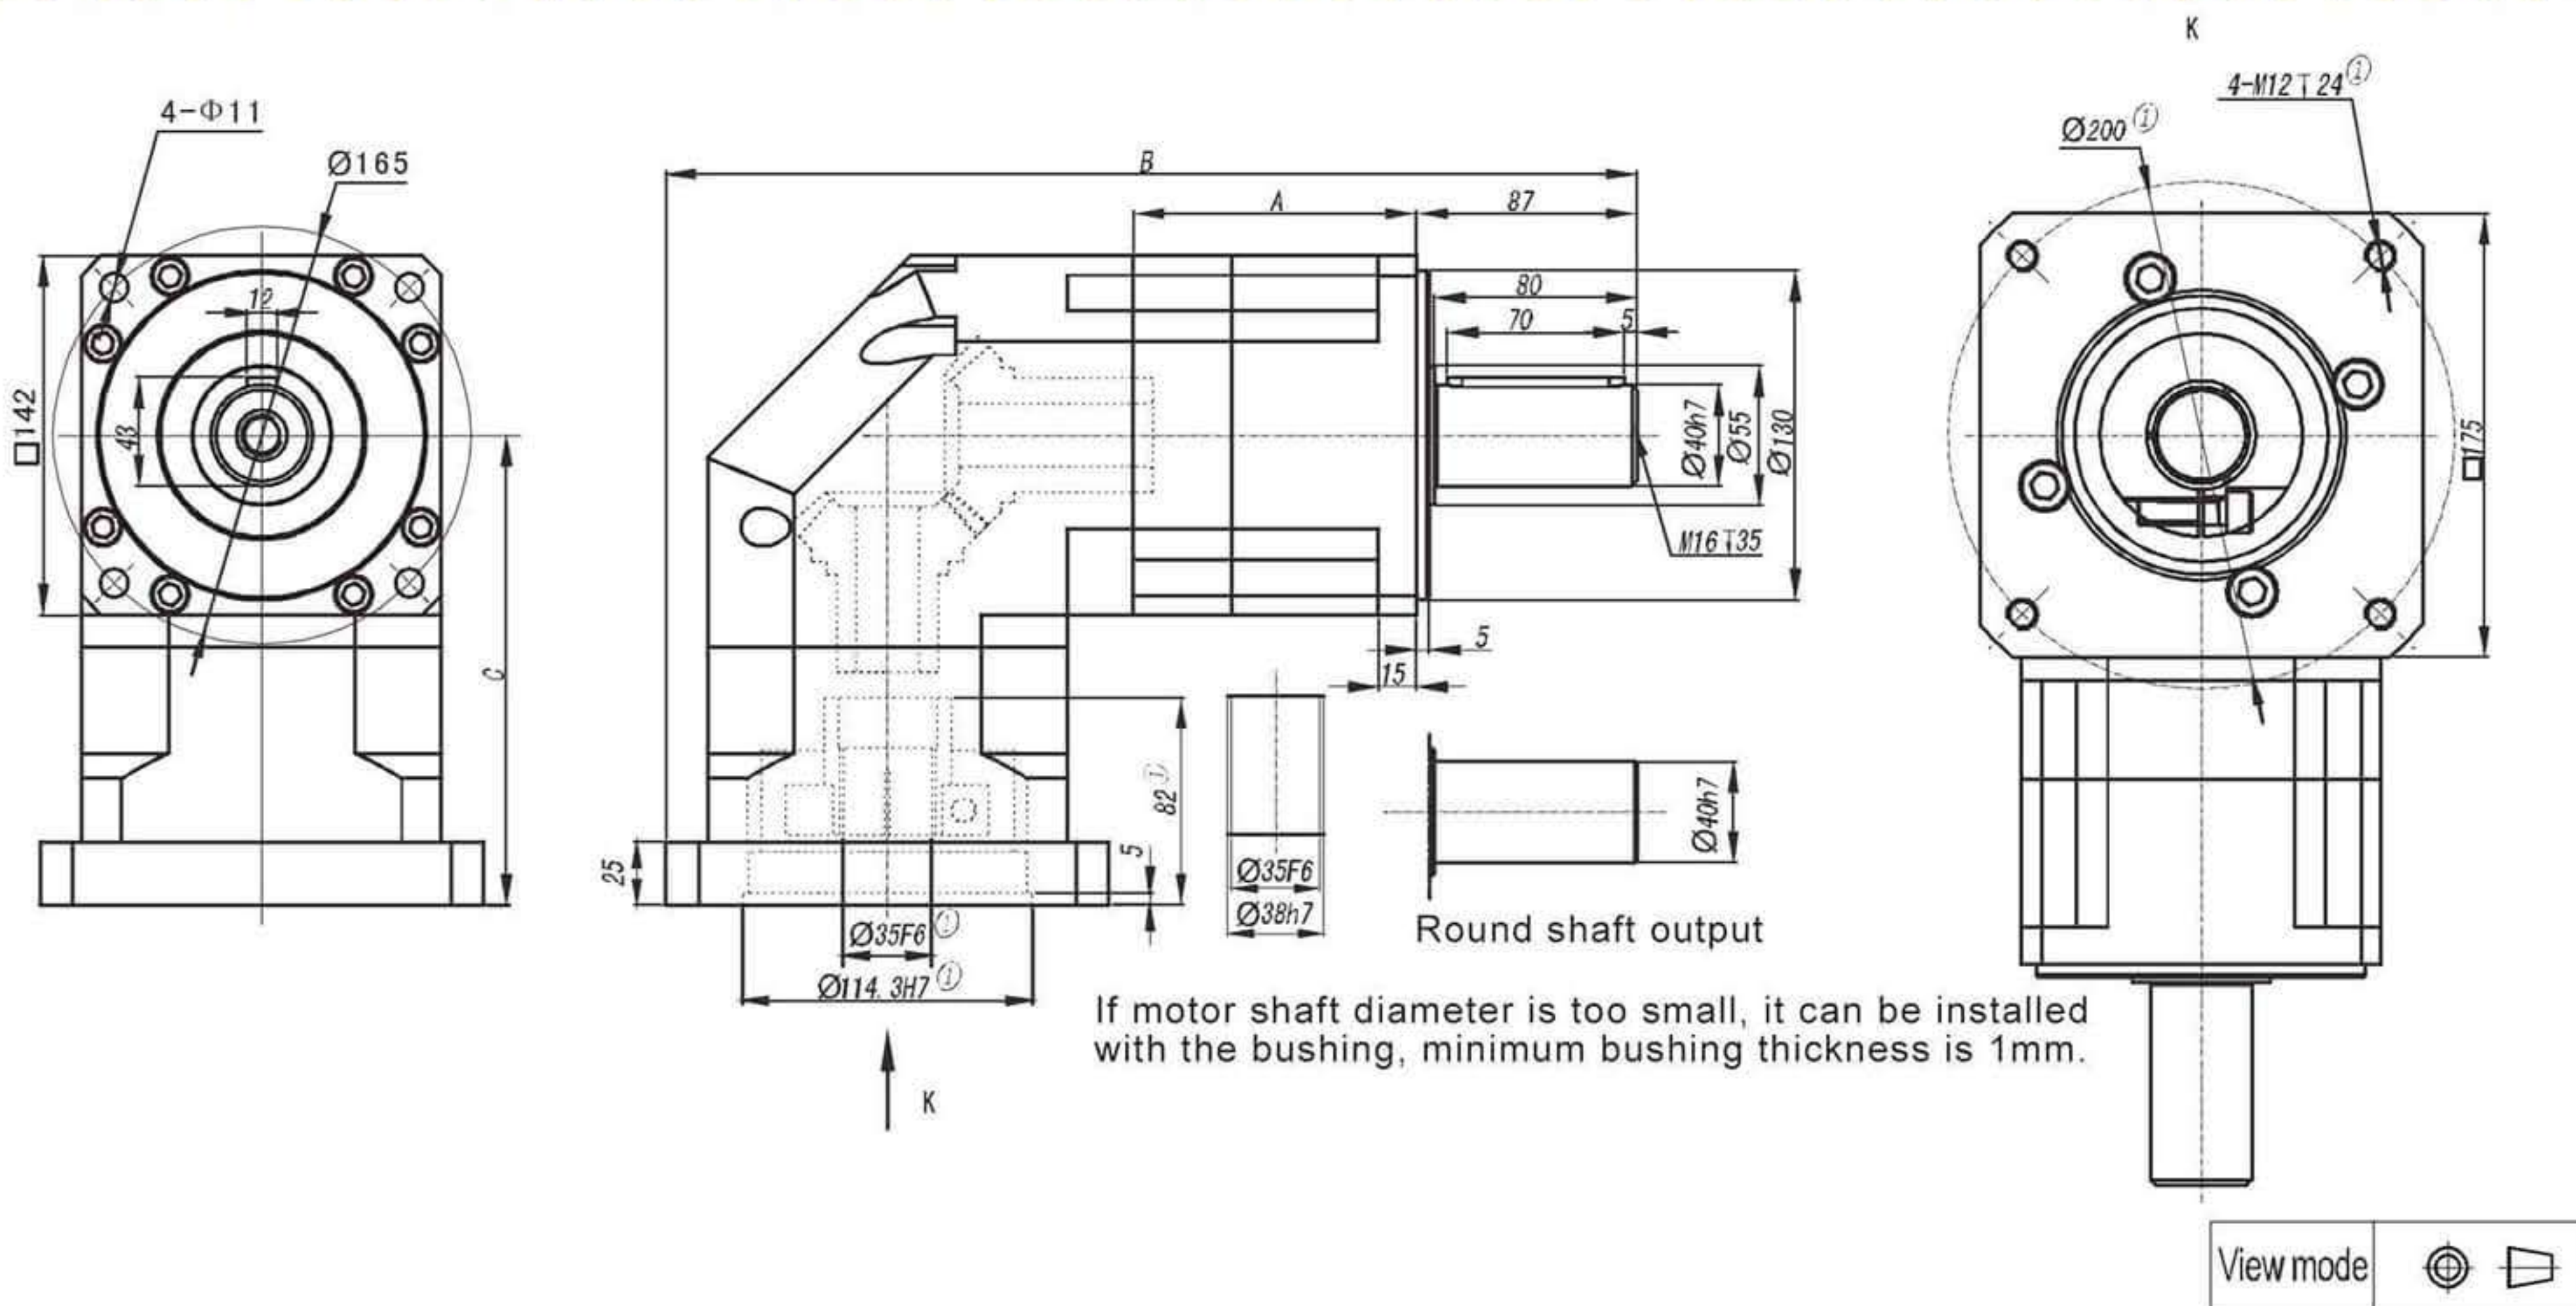 K
4-Φ11
4-M12↧24①
Ø200①
Ø165
B
A
87
12
80
70
5
□142
43
Ø40h7
Ø55
Ø130
□175
M16↧35
C
5
15
82①
25
5
Ø35F6
Ø38h7
Ø40h7
Ø35F6①
Ø114.3H7①
Round shaft output
If motor shaft diameter is too small, it can be installed
with the bushing, minimum bushing thickness is 1mm.
K
View mode